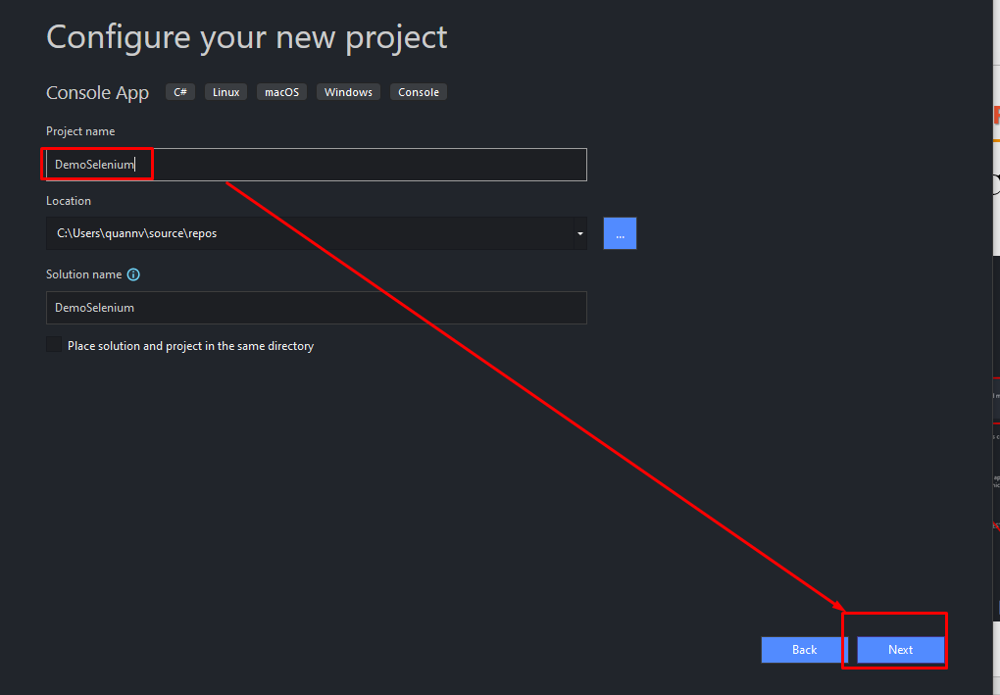 Configure your new project
Console App C# Linux macOS Windows Console
Project name
DemoSelenium
Location
C:\Users\quannv\source\repos
...
Solution name
DemoSelenium
Place solution and project in the same directory
Back Next